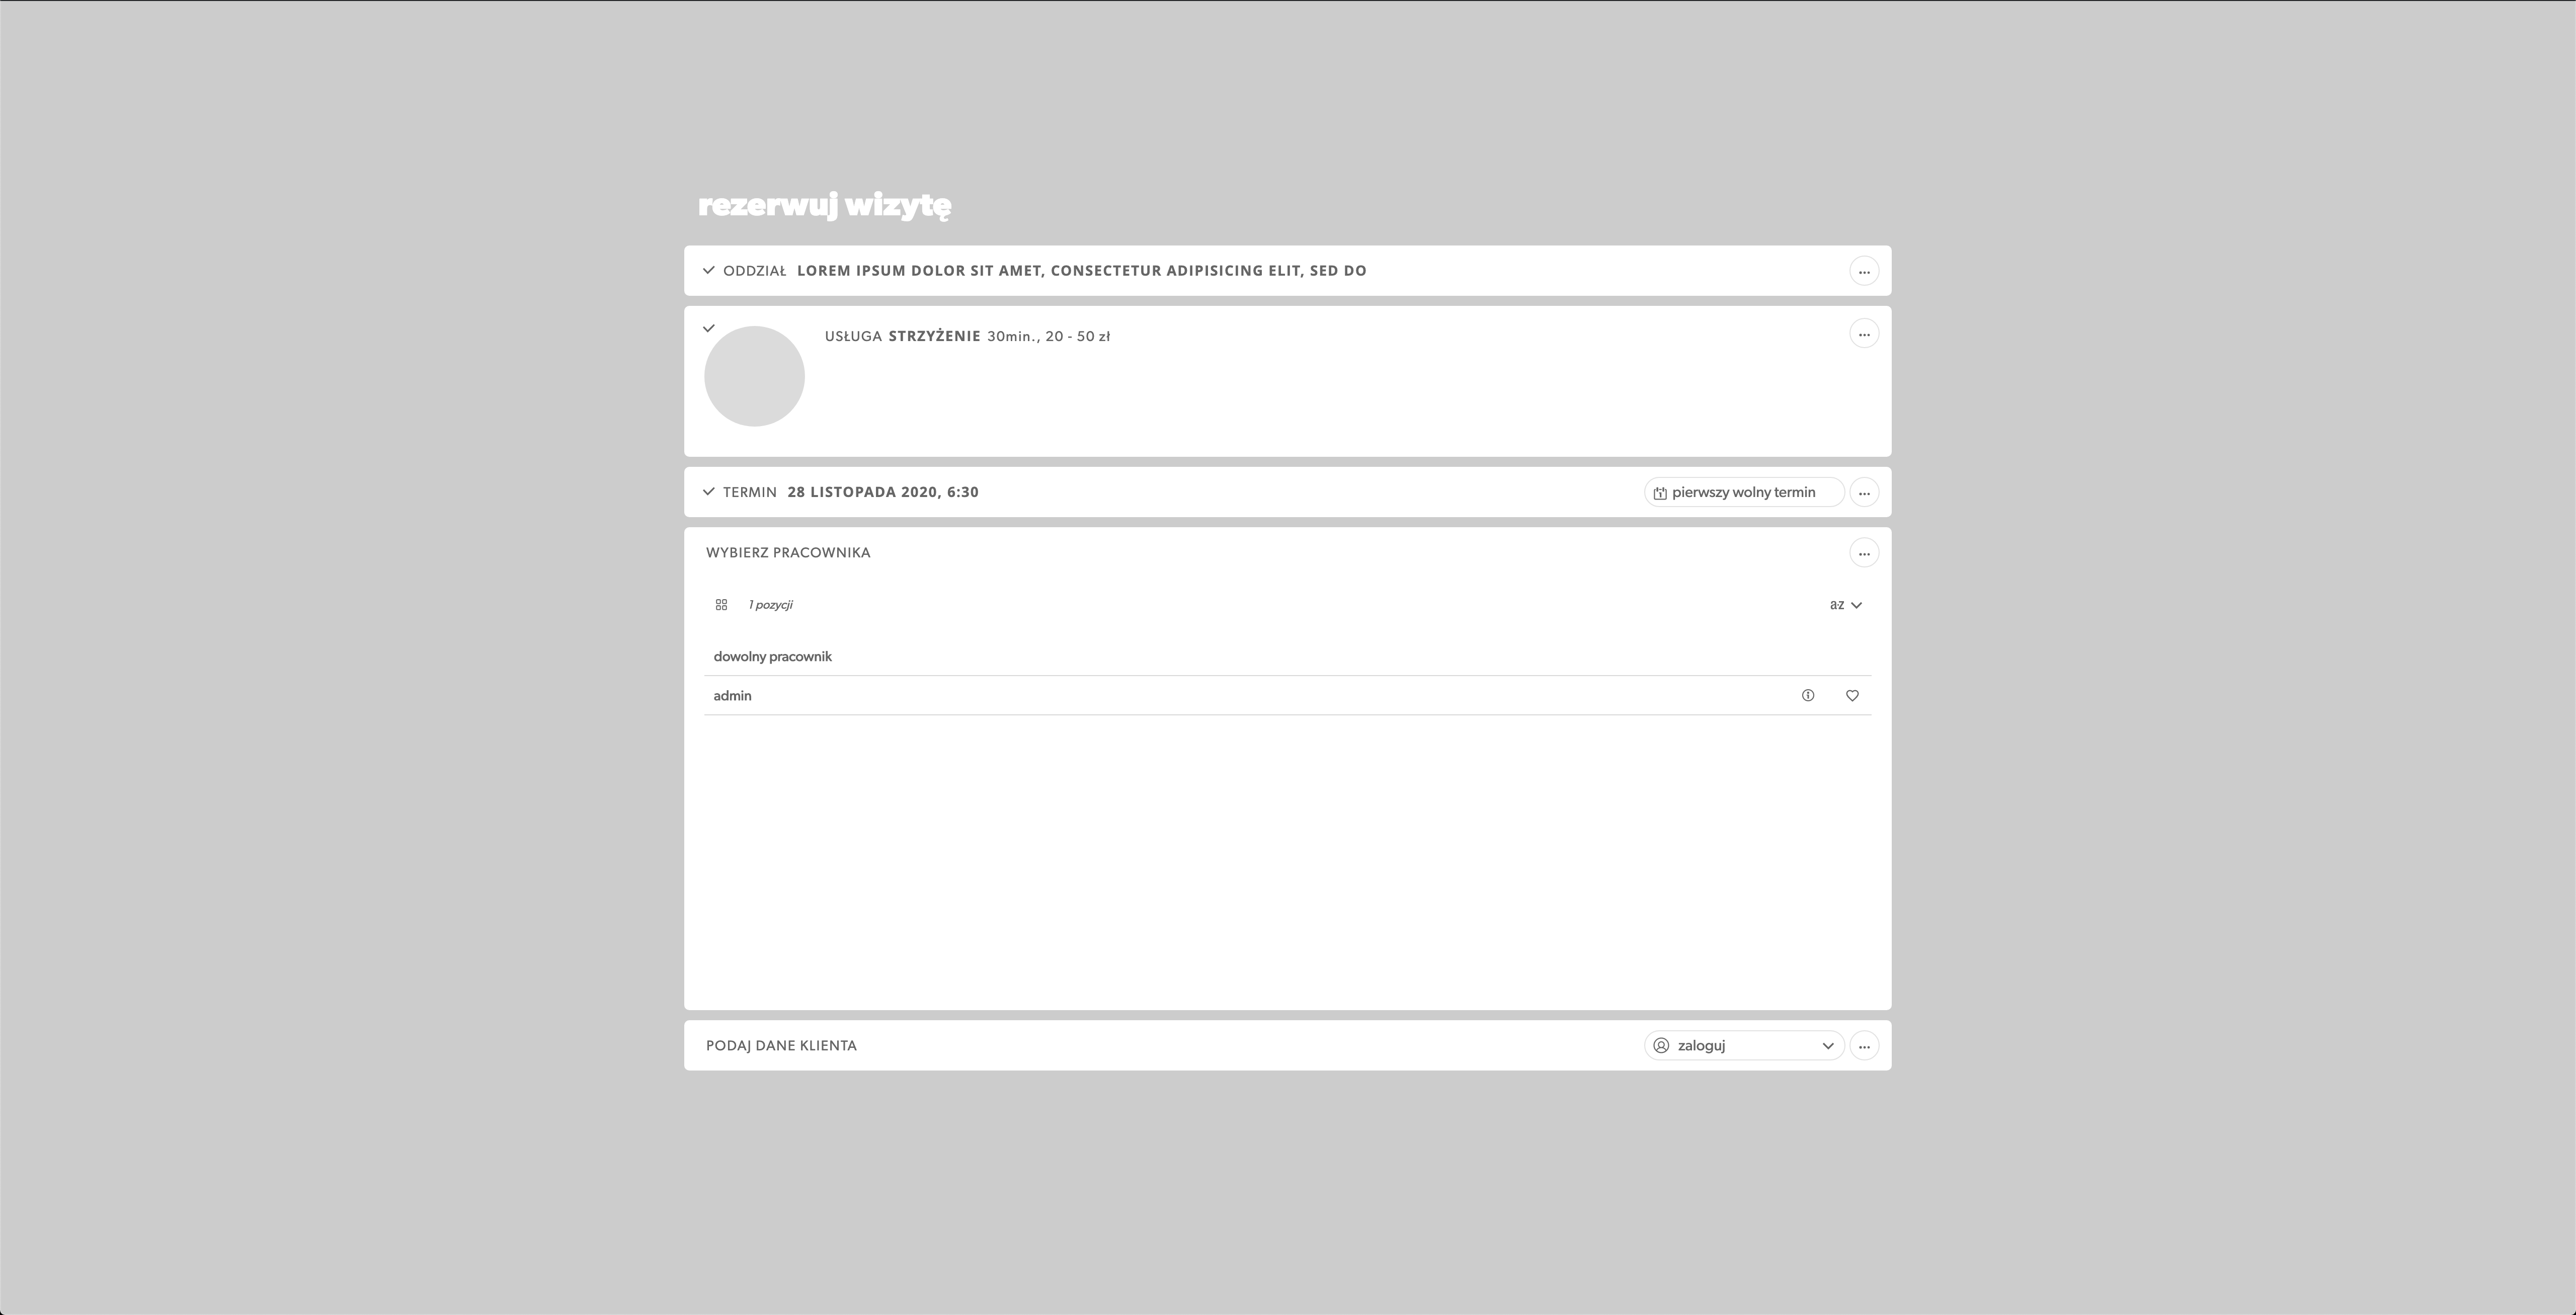 rezerwuj wizytę
ODDZIAŁ LOREM IPSUM DOLOR SIT AMET, CONSECTETUR ADIPISICING ELIT, SED DO
...
USŁUGA STRZYŻENIE 30min., 20 - 50 zł
...
TERMIN 28 LISTOPADA 2020, 6:30
pierwszy wolny termin
...
WYBIERZ PRACOWNIKA
...
1 pozycji
a-z
dowolny pracownik
admin
PODAJ DANE KLIENTA
zaloguj
...